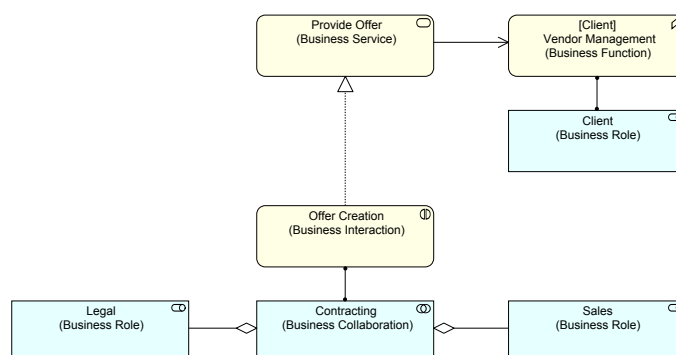 Provide Offer
(Business Service)
[Client]
Vendor Management
(Business Function)
Client
(Business Role)
Offer Creation
(Business Interaction)
Legal
(Business Role)
Contracting
(Business Collaboration)
Sales
(Business Role)